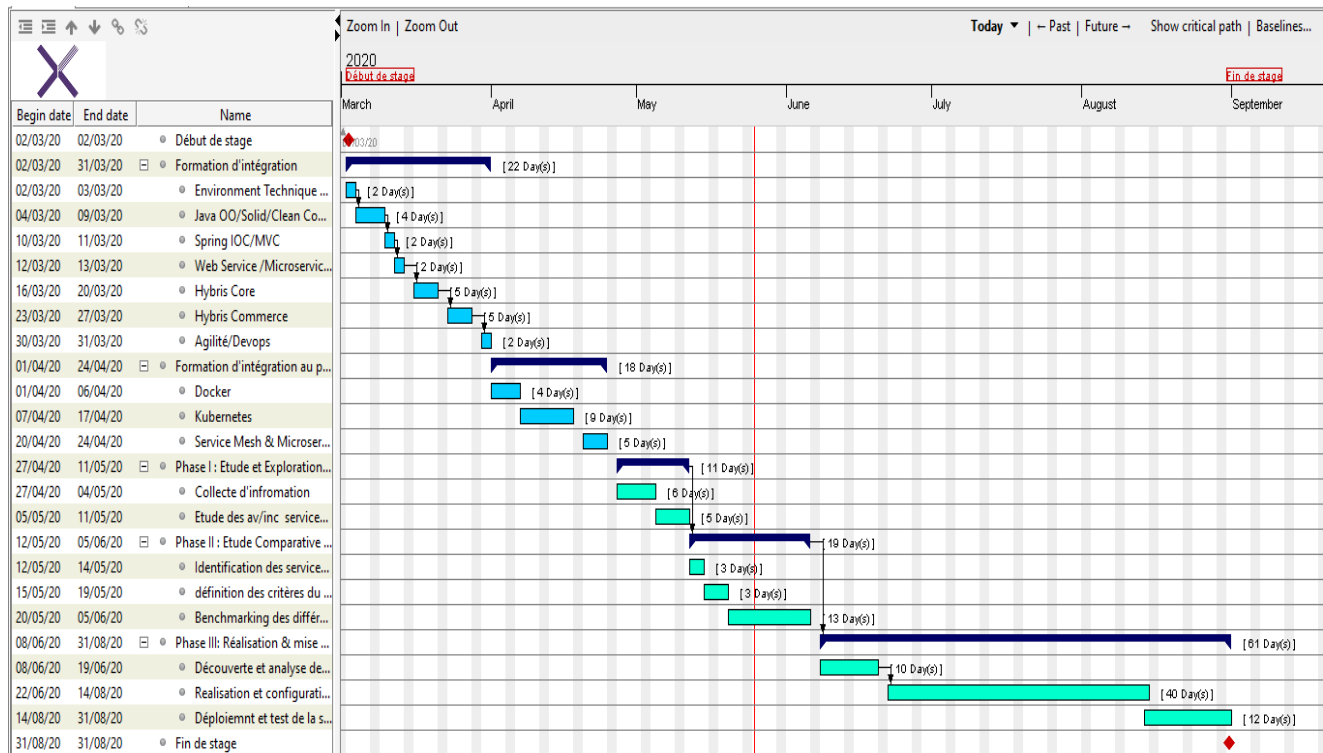 Zoom In | Zoom Out
Today ▼ | ← Past | Future → Show critical path | Baselines...
2020
Début de stage Fin de stage
March April May June July August September
Begin date End date Name
02/03/20 02/03/20 Début de stage
02/03/20 31/03/20 Formation d'intégration [22 Day(s)]
02/03/20 03/03/20 Environment Technique ... [2 Day(s)]
04/03/20 09/03/20 Java OO/Solid/Clean Co... [4 Day(s)]
10/03/20 11/03/20 Spring IOC/MVC [2 Day(s)]
12/03/20 13/03/20 Web Service /Microservic... [2 Day(s)]
16/03/20 20/03/20 Hybris Core [5 Day(s)]
23/03/20 27/03/20 Hybris Commerce [5 Day(s)]
30/03/20 31/03/20 Agilité/Devops [2 Day(s)]
01/04/20 24/04/20 Formation d'intégration au p... [18 Day(s)]
01/04/20 06/04/20 Docker [4 Day(s)]
07/04/20 17/04/20 Kubernetes [9 Day(s)]
20/04/20 24/04/20 Service Mesh & Microser... [5 Day(s)]
27/04/20 11/05/20 Phase I : Etude et Exploration... [11 Day(s)]
27/04/20 04/05/20 Collecte d'infromation [6 Day(s)]
05/05/20 11/05/20 Etude des av/inc service... [5 Day(s)]
12/05/20 05/06/20 Phase II : Etude Comparative ... [19 Day(s)]
12/05/20 14/05/20 Identification des service... [3 Day(s)]
15/05/20 19/05/20 définition des critères du ... [3 Day(s)]
20/05/20 05/06/20 Benchmarking des différ... [13 Day(s)]
08/06/20 31/08/20 Phase III: Réalisation & mise ... [61 Day(s)]
08/06/20 19/06/20 Découverte et analyse de... [10 Day(s)]
22/06/20 14/08/20 Realisation et configurati... [40 Day(s)]
14/08/20 31/08/20 Déploiemnt et test de la s... [12 Day(s)]
31/08/20 31/08/20 Fin de stage